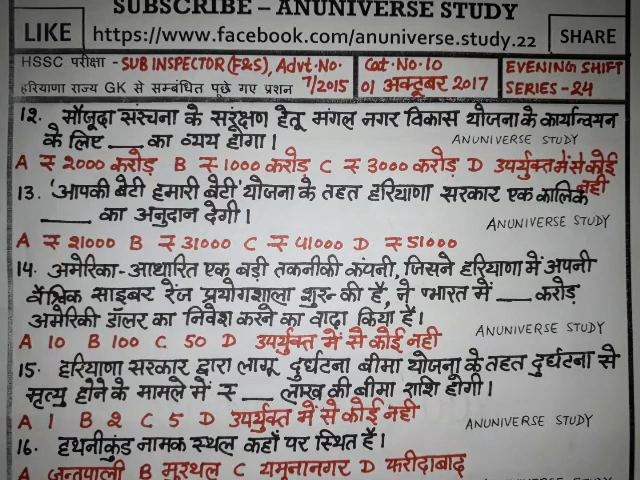 SUBSCRIBE – ANUNIVERSE STUDY
LIKE https://www.facebook.com/anuniverse.study.22 SHARE
HSSC परीक्षा - SUB INSPECTOR (F&S), Advt. No. 7/2015
हरियाणा राज्य GK से सम्बंधित पूछे गए प्रश्न
Cat. No. 10
01 अक्टूबर 2017
EVENING SHIFT
SERIES - 24
12. मौजूदा संरचना के संरक्षण हेतू मंगल नगर विकास योजना के कार्यान्वयन
के लिए ___ का व्यय होगा। ANUNIVERSE STUDY
A ₹ 2000 करोड़ B ₹ 1000 करोड़ C ₹ 3000 करोड़ D उपर्युक्त में से कोई नही
13. 'आपकी बेटी हमारी बेटी' योजना के तहत हरियाणा सरकार एक कालिक
____ का अनुदान देगी। ANUNIVERSE STUDY
A ₹ 21000 B ₹ 31000 C ₹ 41000 D ₹ 51000
14. अमेरिका-आधारित एक बड़ी तकनीकी कंपनी, जिसने हरियाणा में अपनी
वैश्विक साइबर रेंज प्रयोगशाला शुरू की है, ने भारत में ___ करोड़
अमेरिकी डॉलर का निवेश करने का वादा किया है। ANUNIVERSE STUDY
A 10 B 100 C 50 D उपर्युक्त में से कोई नही
15. हरियाणा सरकार द्वारा लागू दुर्घटना बीमा योजना के तहत दुर्घटना से
मृत्यु होने के मामले में ₹ ___ लाख की बीमा राशि होगी।
A 1 B 2 C 5 D उपर्युक्त में से कोई नही ANUNIVERSE STUDY
16. हथनीकुंड नामक स्थल कहाँ पर स्थित है।
A जन्तपाली B मुरथल C यमुनानगर D फरीदाबाद